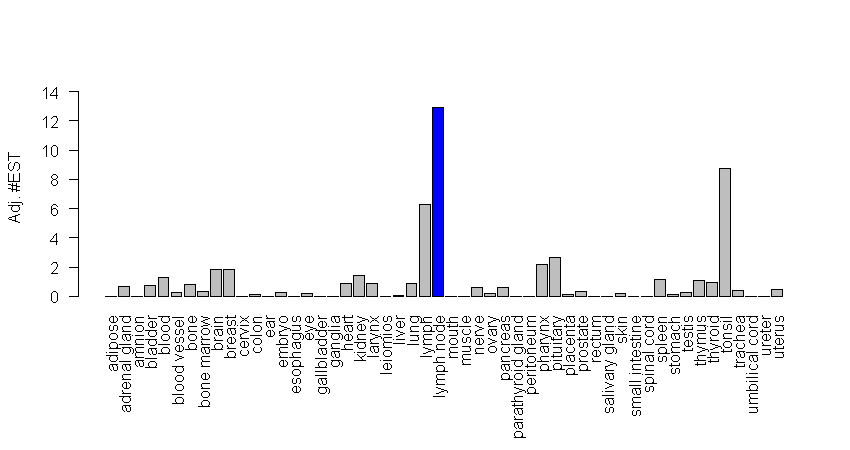 14
12
10
8
6
4
2
0
Adj. #EST
adipose
adrenal gland
amnion
bladder
blood
blood vessel
bone
bone marrow
brain
breast
cervix
colon
ear
embryo
esophagus
eye
gallbladder
ganglia
heart
kidney
larynx
leiomios
liver
lung
lymph
lymph node
mouth
muscle
nerve
ovary
pancreas
parathyroid gland
peritoneum
pharynx
pituitary
placenta
prostate
rectum
salivary gland
skin
small intestine
spinal cord
spleen
stomach
testis
thymus
thyroid
tonsil
trachea
umbilical cord
ureter
uterus